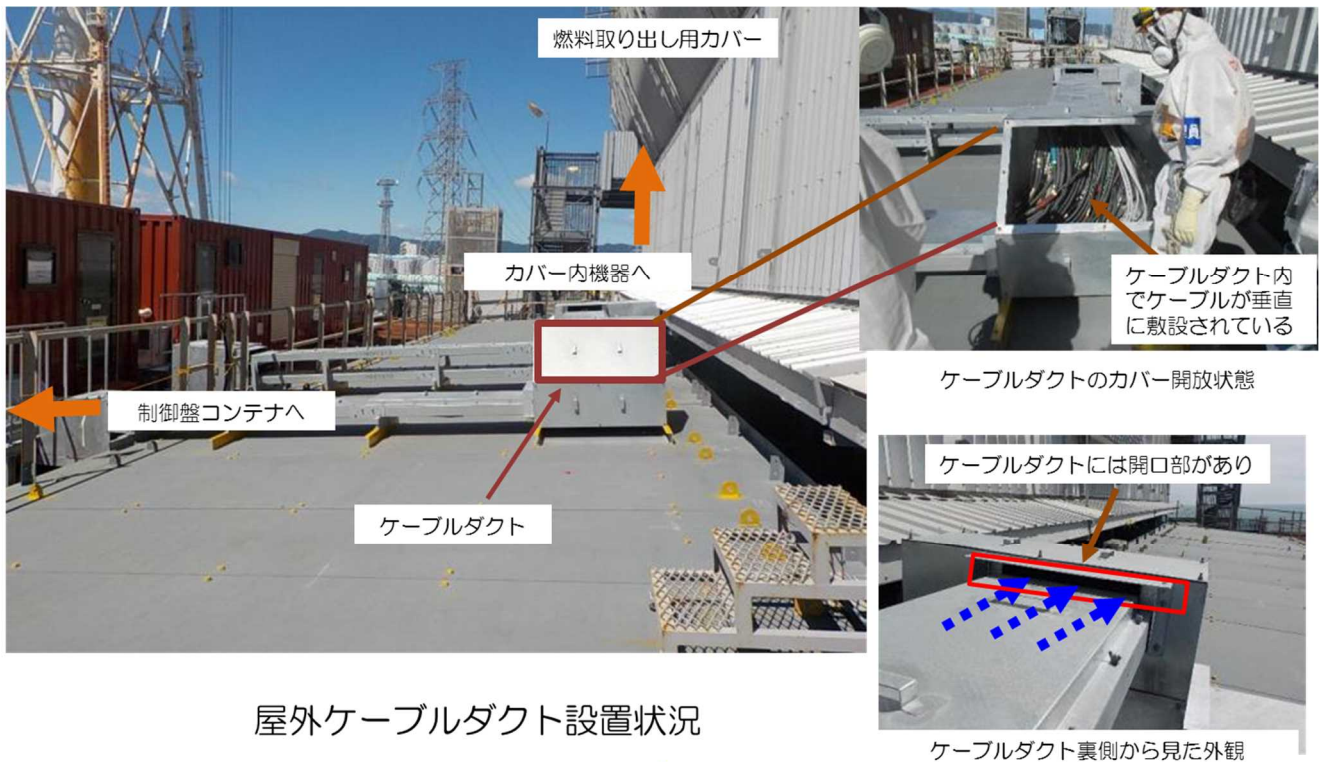 燃料取り出し用カバー
カバー内機器へ
制御盤コンテナへ
ケーブルダクト
ケーブルダクト内
でケーブルが垂直
に敷設されている
ケーブルダクトのカバー開放状態
ケーブルダクトには開口部があり
ケーブルダクト裏側から見た外観
屋外ケーブルダクト設置状況